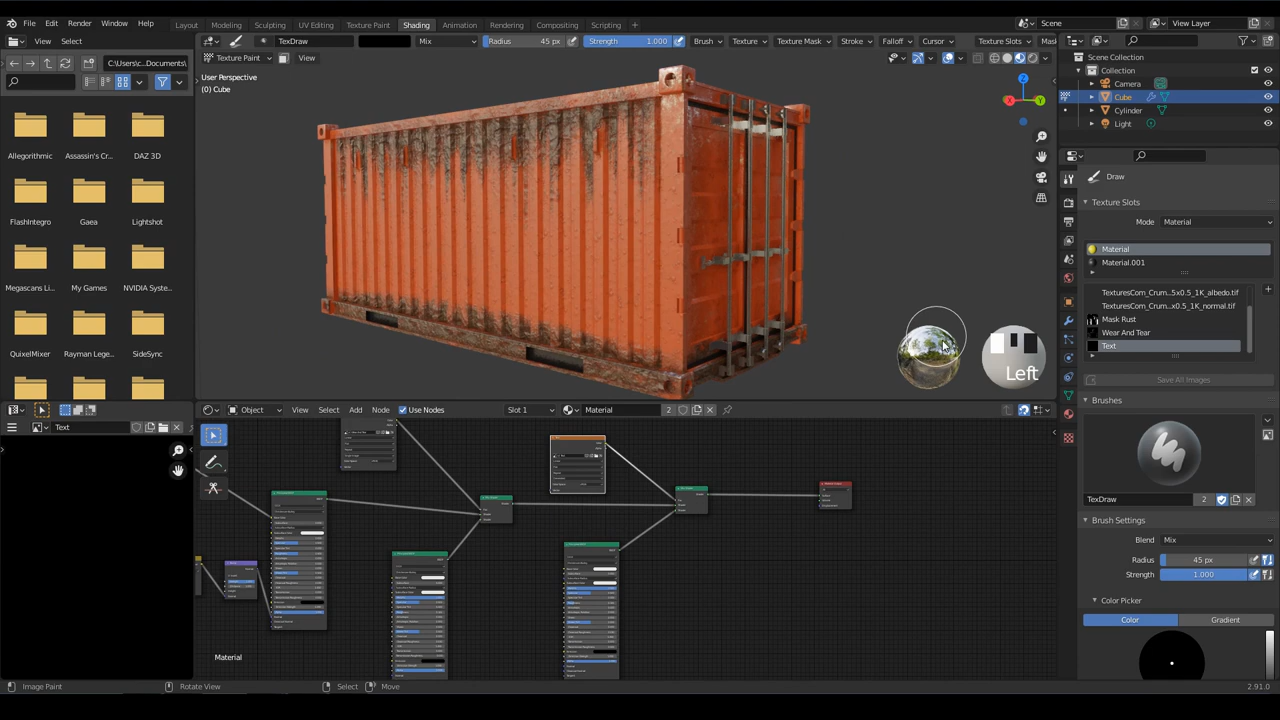 File Edit Render Window Help Layout Modeling Sculpting UV Editing Texture Paint Shading Animation Rendering Compositing Scripting Scene View Layer
View Select TexDraw Mix Radius 45 px Strength 1.000 Brush Texture Texture Mask Stroke Falloff Cursor Texture Slots Mask
C:\Users\c...Documents\ Texture Paint View Scene Collection
Collection
Camera
Cube
Cylinder
Light
User Perspective
(0) Cube
X
Y
Z
Allegorithmic Assassin's Cr... DAZ 3D
FlashIntegro Gaea Lightshot
Megascans Li... My Games NVIDIA Syste...
QuixelMixer Rayman Lege... SideSync
Draw
Texture Slots
Mode Material
Material
Material.001
TexturesCom_Crum...5x0.5_1K_albedo.tif
TexturesCom_Crum...x0.5_1K_normal.tif
Mask Rust
Wear And Tear
Text
Save All Images
Left
Brushes
Object View Select Add Node Use Nodes Slot 1 Material 2
Text
TexDraw 2
Brush Settings
Blend Mix
Radius 45 px
Strength 1.000
Color Picker
Color Gradient
Material
Image Paint Rotate View Select Move 2.91.0